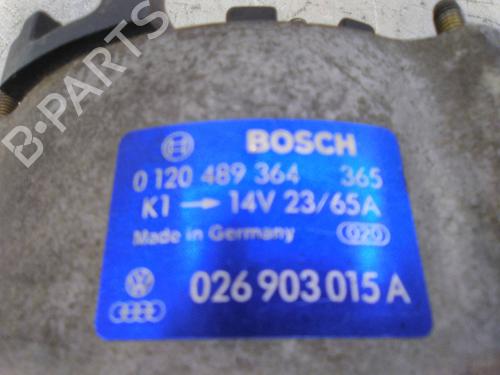 B-PARTS
BOSCH
0 120 489 364 365
K1 → 14V 23/65A
Made in Germany 020
026 903 015 A